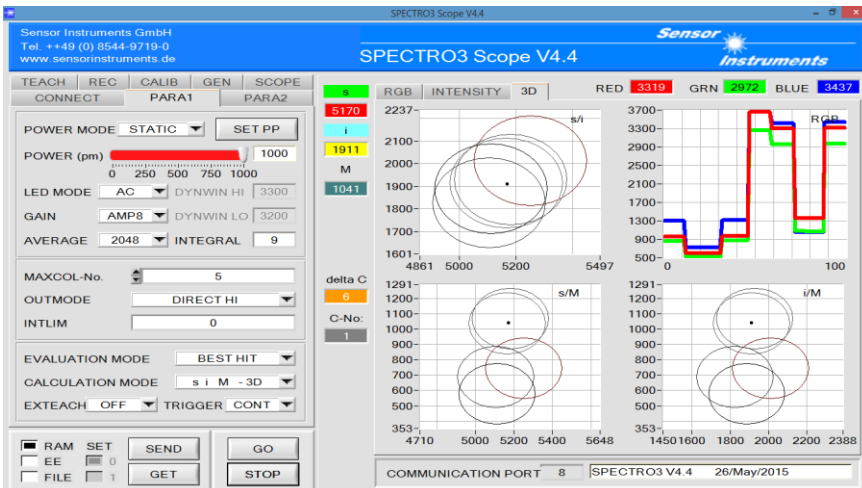 SPECTRO3 Scope V4.4
Sensor Instruments GmbH
Tel. ++49 (0) 8544-9719-0
www.sensorinstruments.de
SPECTRO3 Scope V4.4
Sensor
Instruments
TEACH REC CALIB GEN SCOPE
CONNECT PARA1 PARA2
POWER MODE STATIC SET PP
POWER (pm) 1000
0 250 500 750 1000
LED MODE AC DYNWIN HI 3300
GAIN AMP8 DYNWIN LO 3200
AVERAGE 2048 INTEGRAL 9
MAXCOL-No. 5
OUTMODE DIRECT HI
INTLIM 0
EVALUATION MODE BEST HIT
CALCULATION MODE s i M - 3D
EXTEACH OFF TRIGGER CONT
RAM SET SEND GO
EE 0
FILE 1 GET STOP
s
5170
i
1911
M
1041
delta C
6
C-No:
1
RGB INTENSITY 3D RED 3319 GRN 2972 BLUE 3437
s/i
2237
2100
2000
1900
1800
1700
1601
4861 5000 5200 5497
RGB
3700
3300
2900
2500
2100
1700
1300
900
500
0 100
s/M
1291
1200
1100
1000
900
800
700
600
500
353
4710 5000 5200 5400 5648
i/M
1291
1200
1100
1000
900
800
700
600
500
353
1450 1600 1800 2000 2200 2388
COMMUNICATION PORT 8 SPECTRO3 V4.4 26/May/2015